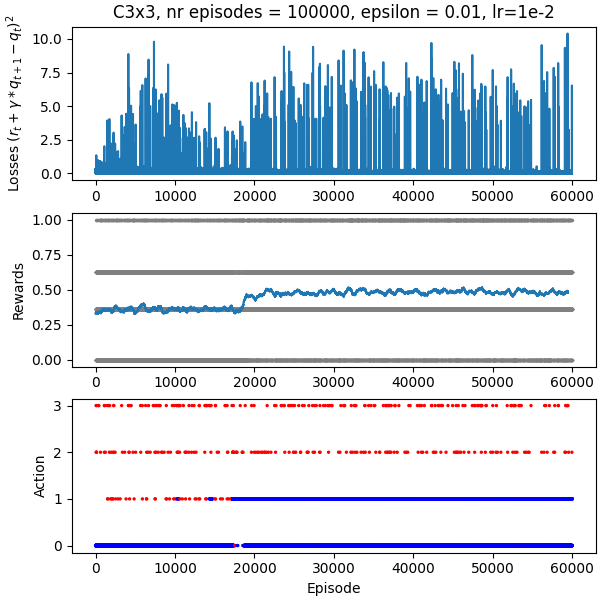 C3x3, nr episodes = 100000, epsilon = 0.01, lr=1e-2
Losses $(r_t + \gamma * q_{t+1} - q_t)^2$
10.0
7.5
5.0
2.5
0.0
0 10000 20000 30000 40000 50000 60000
Rewards
1.00
0.75
0.50
0.25
0.00
0 10000 20000 30000 40000 50000 60000
Action
3
2
1
0
0 10000 20000 30000 40000 50000 60000
Episode